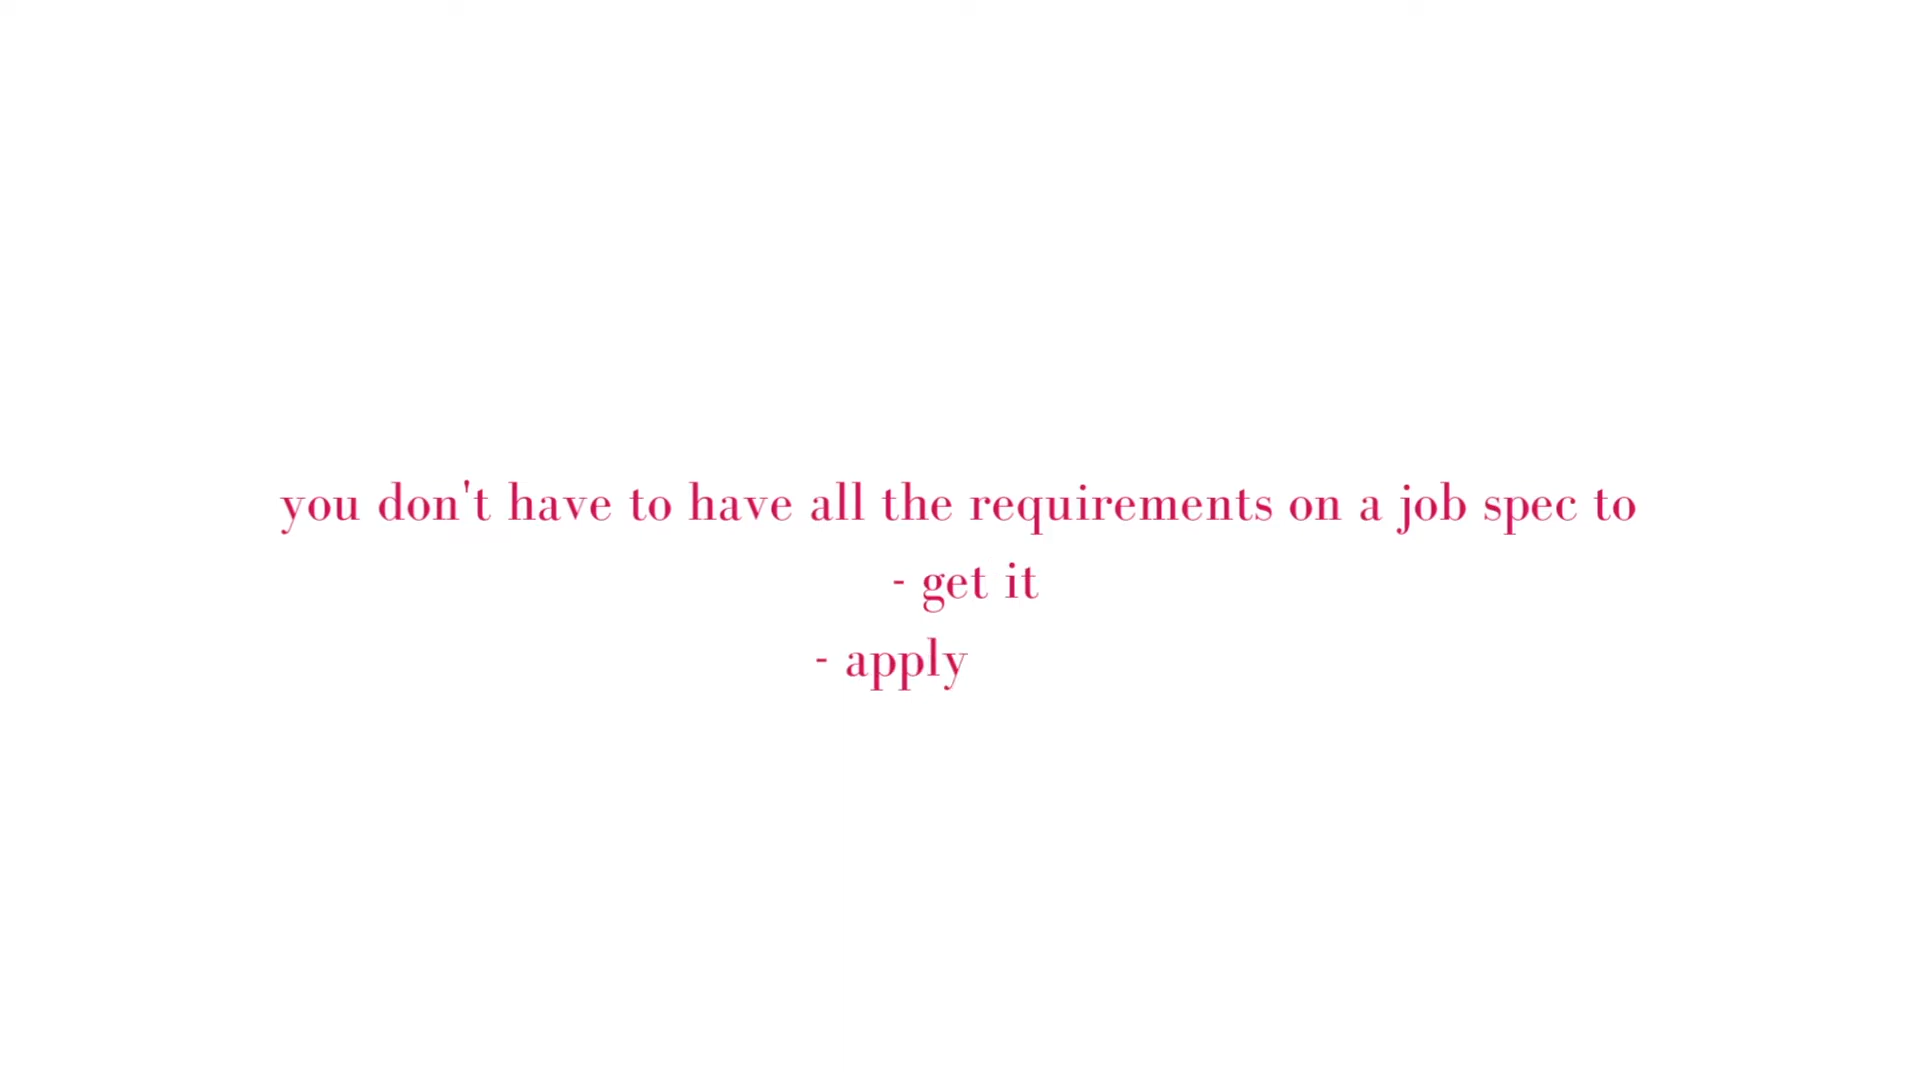 you don't have to have all the requirements on a job spec to
- get it
- apply